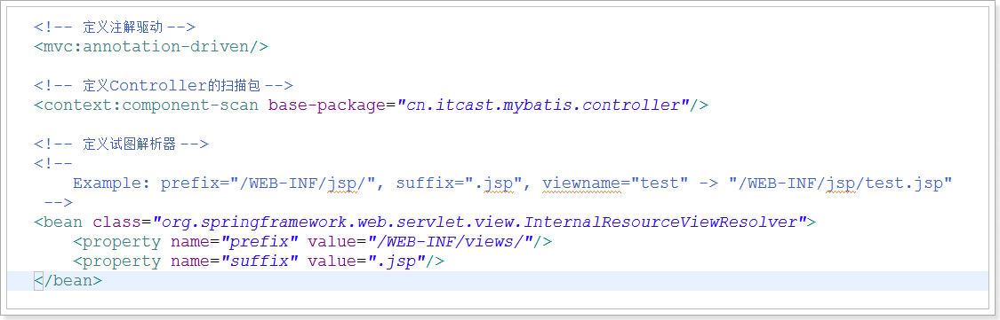 <!-- 定义注解驱动 -->
<mvc:annotation-driven/>
<!-- 定义Controller的扫描包 -->
<context:component-scan base-package="cn.itcast.mybatis.controller"/>
<!-- 定义试图解析器 -->
<!--
Example: prefix="/WEB-INF/jsp/", suffix=".jsp", viewname="test" -> "/WEB-INF/jsp/test.jsp"
-->
<bean class="org.springframework.web.servlet.view.InternalResourceViewResolver">
<property name="prefix" value="/WEB-INF/views/"/>
<property name="suffix" value=".jsp"/>
</bean>